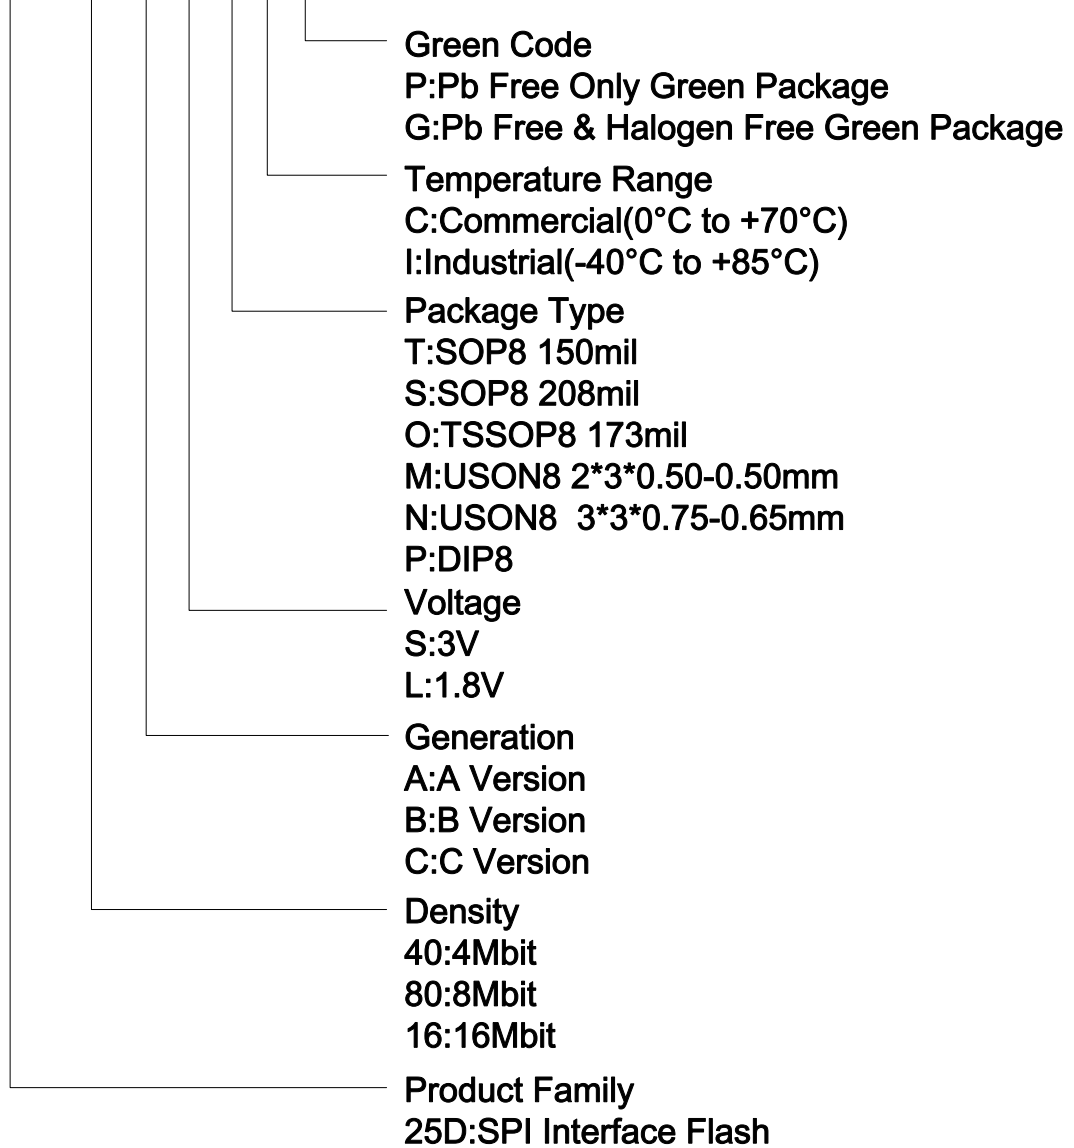 Green Code
P:Pb Free Only Green Package
G:Pb Free & Halogen Free Green Package
Temperature Range
C:Commercial(0°C to +70°C)
I:Industrial(-40°C to +85°C)
Package Type
T:SOP8 150mil
S:SOP8 208mil
O:TSSOP8 173mil
M:USON8 2*3*0.50-0.50mm
N:USON8  3*3*0.75-0.65mm
P:DIP8
Voltage
S:3V
L:1.8V
Generation
A:A Version
B:B Version
C:C Version
Density
40:4Mbit
80:8Mbit
16:16Mbit
Product Family
25D:SPI Interface Flash